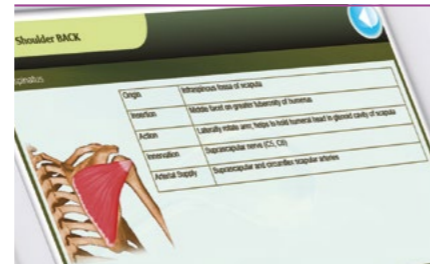 Shoulder BACK
spinatus
Origin Infraspinous fossa of scapula
Insertion Middle facet on greater tuberosity of humerus
Action Laterally rotate arm, helps to hold humeral head in glenoid cavity of scapula
Innervation Suprascapular nerve (C5, C6)
Arterial Supply Suprascapular and circumflex scapular arteries